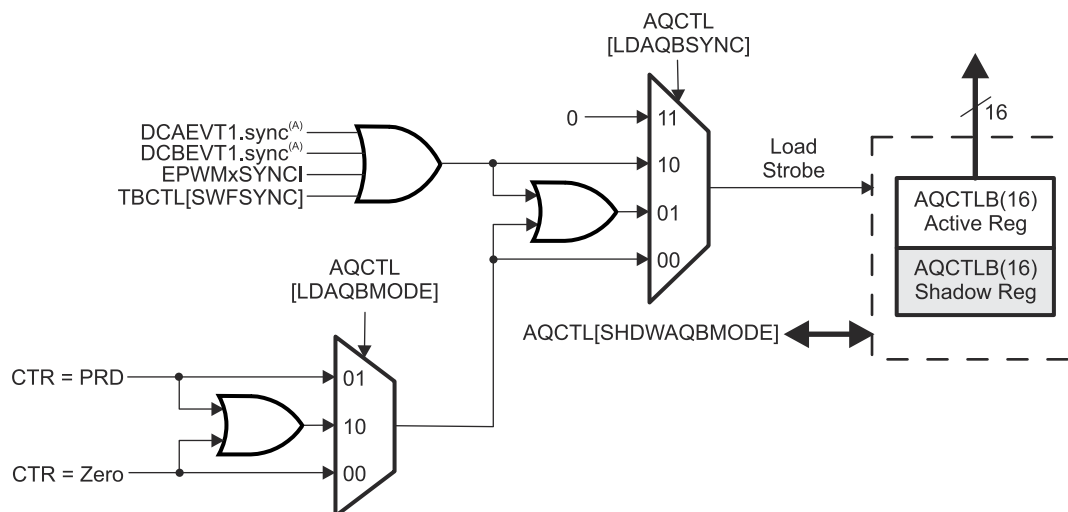 AQCTL
[LDAQBSYNC]
16
0
11
DCAEVT1.sync(A)
DCBEVT1.sync(A)
EPWMxSYNCI
TBCTL[SWFSYNC]
10
Load
Strobe
01
00
AQCTLB(16)
Active Reg
AQCTLB(16)
Shadow Reg
AQCTL
[LDAQBMODE]
AQCTL[SHDWAQBMODE]
CTR = PRD
01
10
CTR = Zero
00